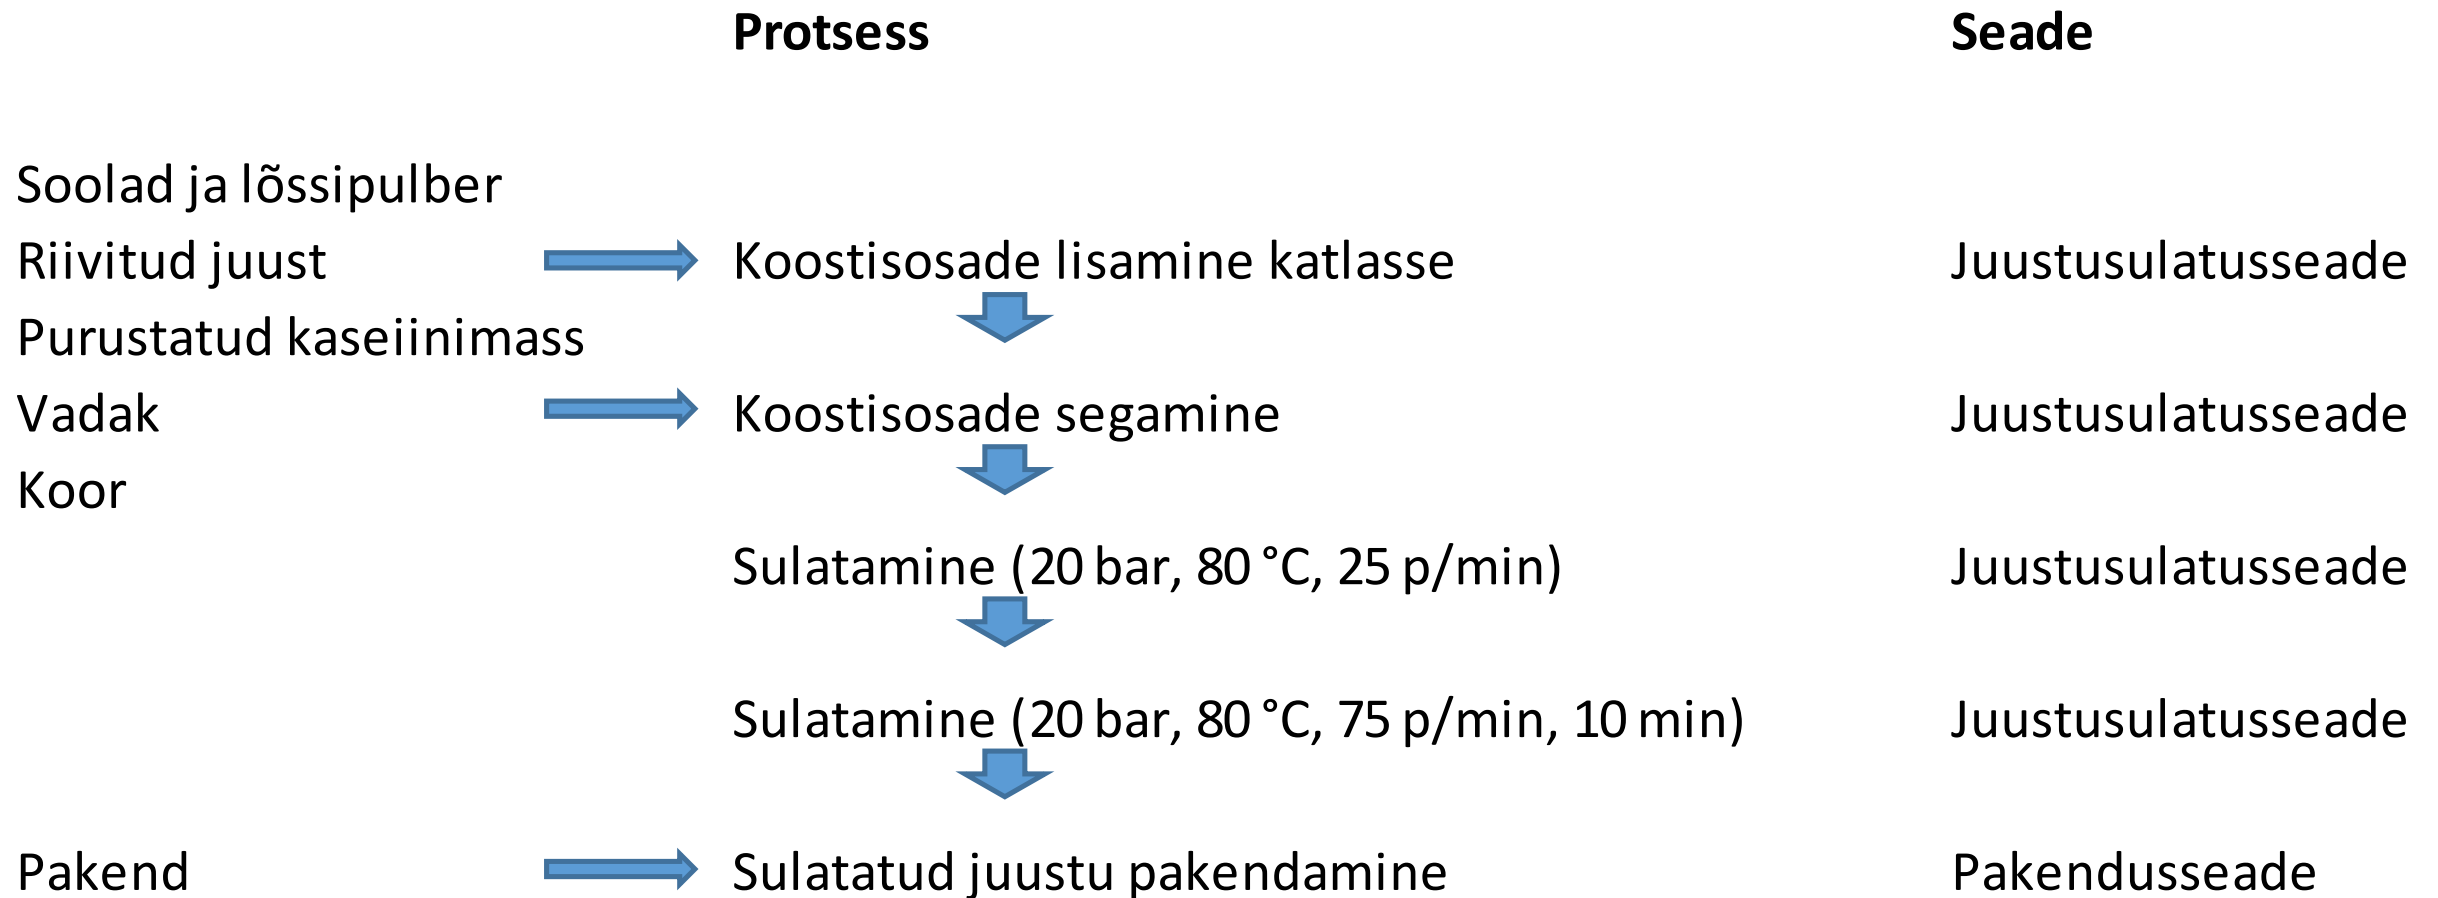 Protsess Seade
Soolad ja lõssipulber
Riivitud juust Koostisosade lisamine katlasse Juustusulatusseade
Purustatud kaseiinimass
Vadak Koostisosade segamine Juustusulatusseade
Koor
Sulatamine (20 bar, 80 °C, 25 p/min) Juustusulatusseade
Sulatamine (20 bar, 80 °C, 75 p/min, 10 min) Juustusulatusseade
Pakend Sulatatud juustu pakendamine Pakendusseade